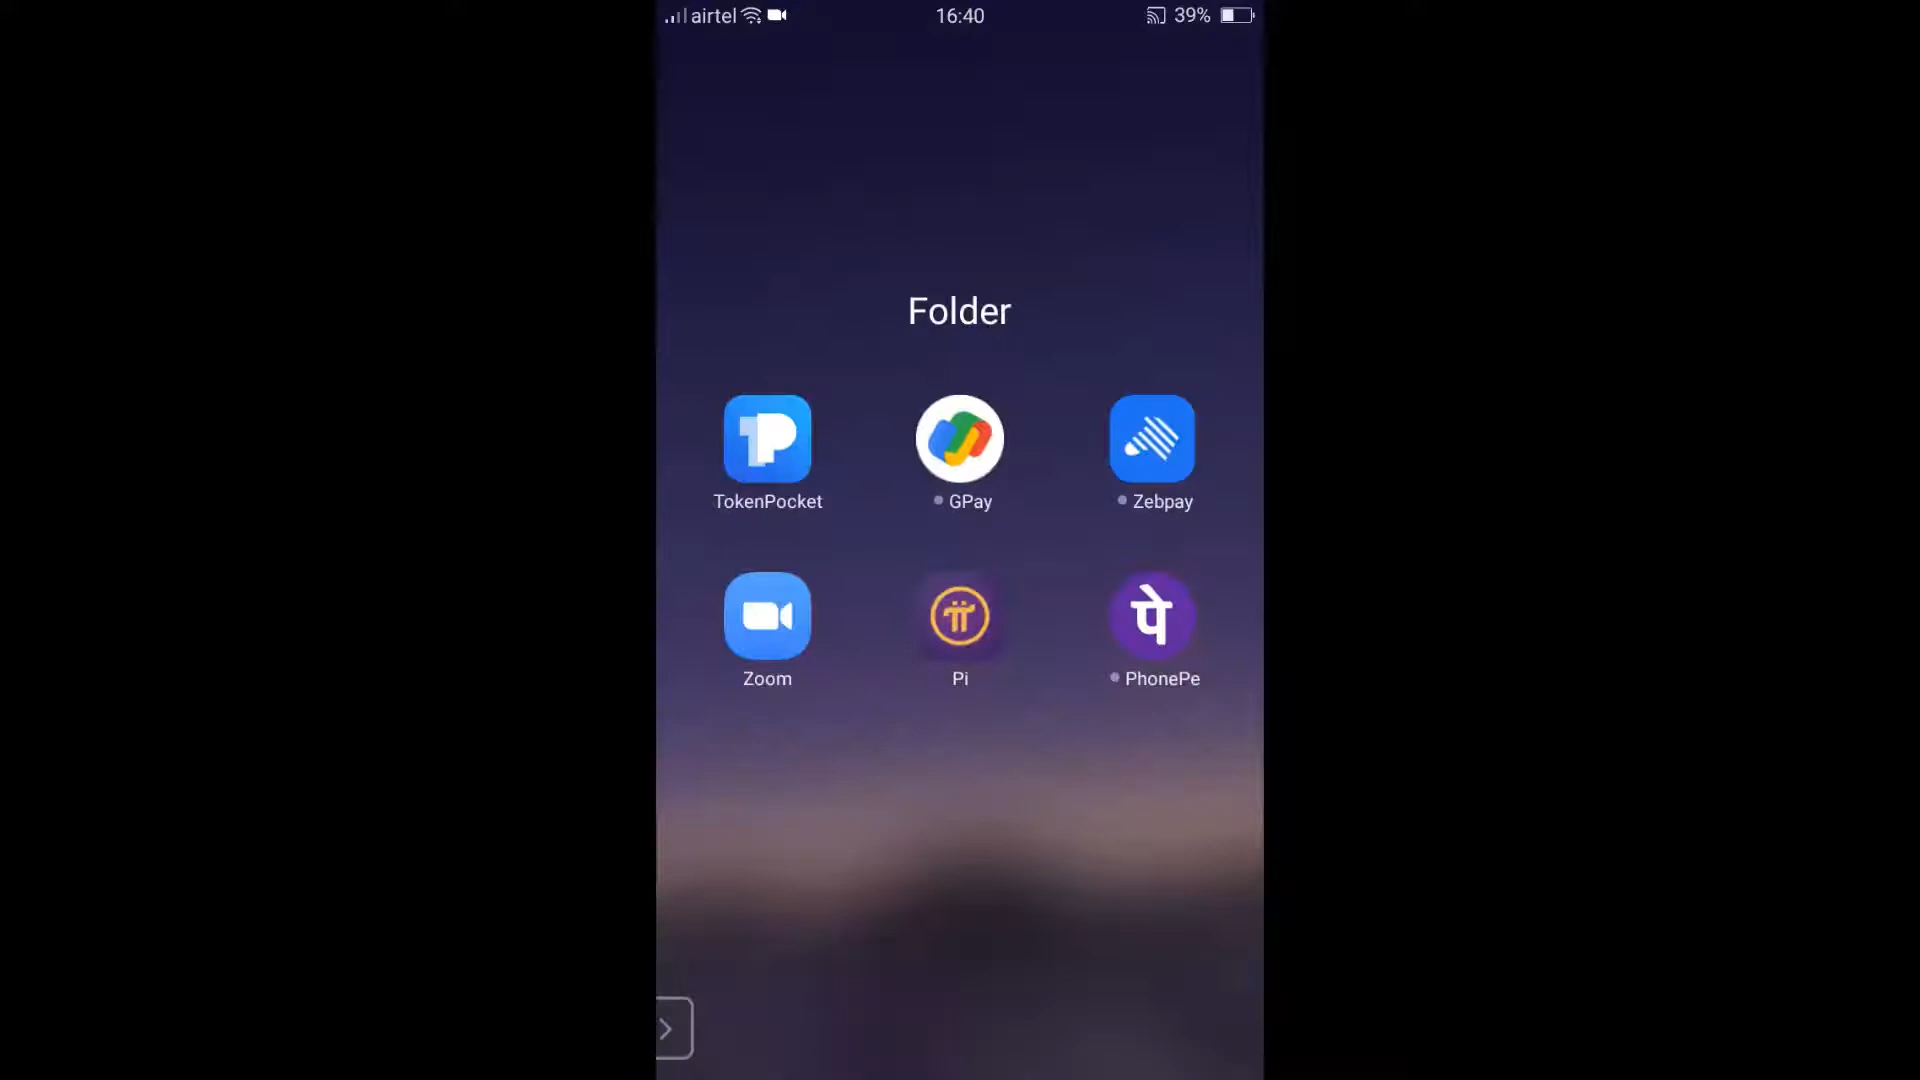 airtel 16:40 39%
Folder
TokenPocket GPay Zebpay
पे
Zoom Pi PhonePe